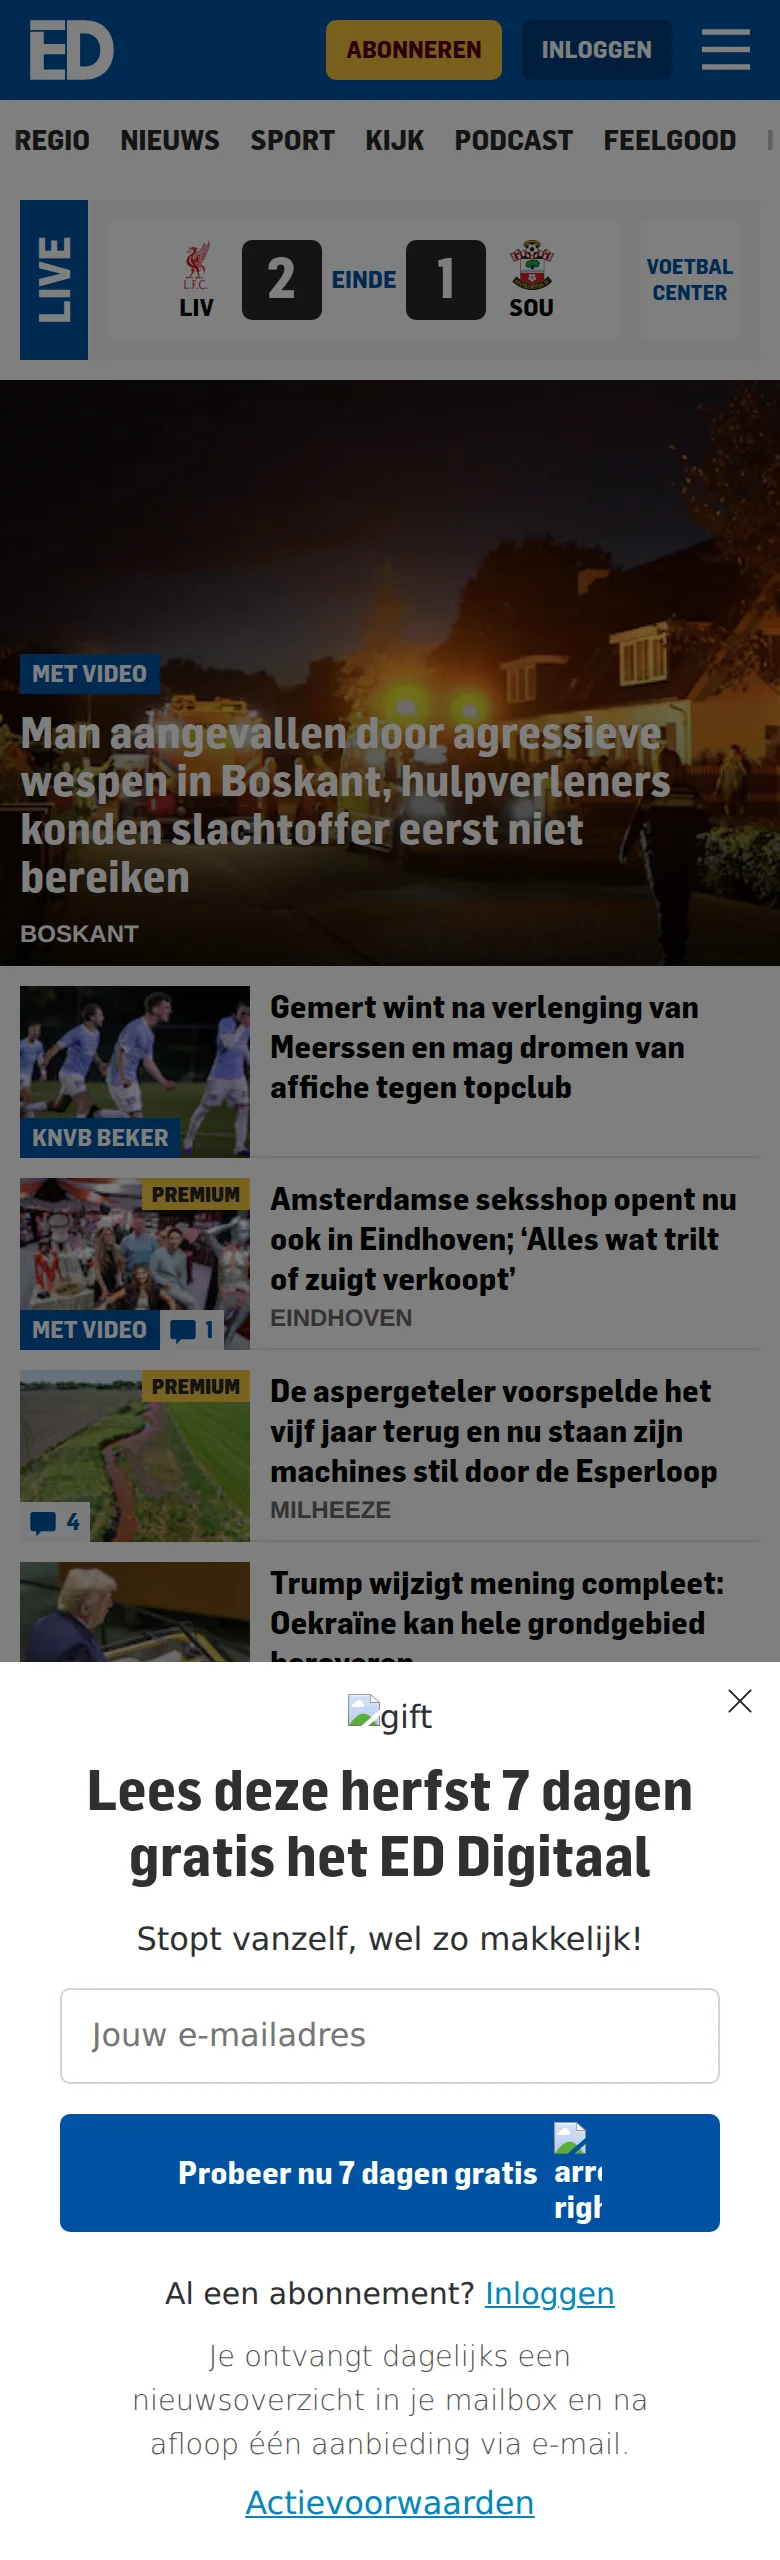 ED
ABONNEREN
INLOGGEN
REGIO NIEUWS SPORT KIJK PODCAST FEELGOOD
LIVE
L.F.C.
LIV
2
EINDE
1
SOU
VOETBAL
CENTER
MET VIDEO
Man aangevallen door agressieve
wespen in Boskant, hulpverleners
konden slachtoffer eerst niet
bereiken
BOSKANT
KNVB BEKER
Gemert wint na verlenging van
Meerssen en mag dromen van
affiche tegen topclub
PREMIUM
MET VIDEO
1
Amsterdamse seksshop opent nu
ook in Eindhoven; ‘Alles wat trilt
of zuigt verkoopt’
EINDHOVEN
PREMIUM
4
De aspergeteler voorspelde het
vijf jaar terug en nu staan zijn
machines stil door de Esperloop
MILHEEZE
Trump wijzigt mening compleet:
Oekraïne kan hele grondgebied
gift
Lees deze herfst 7 dagen
gratis het ED Digitaal
Stopt vanzelf, wel zo makkelijk!
Jouw e-mailadres
Probeer nu 7 dagen gratis
Al een abonnement? Inloggen
Je ontvangt dagelijks een
nieuwsoverzicht in je mailbox en na
afloop één aanbieding via e-mail.
Actievoorwaarden